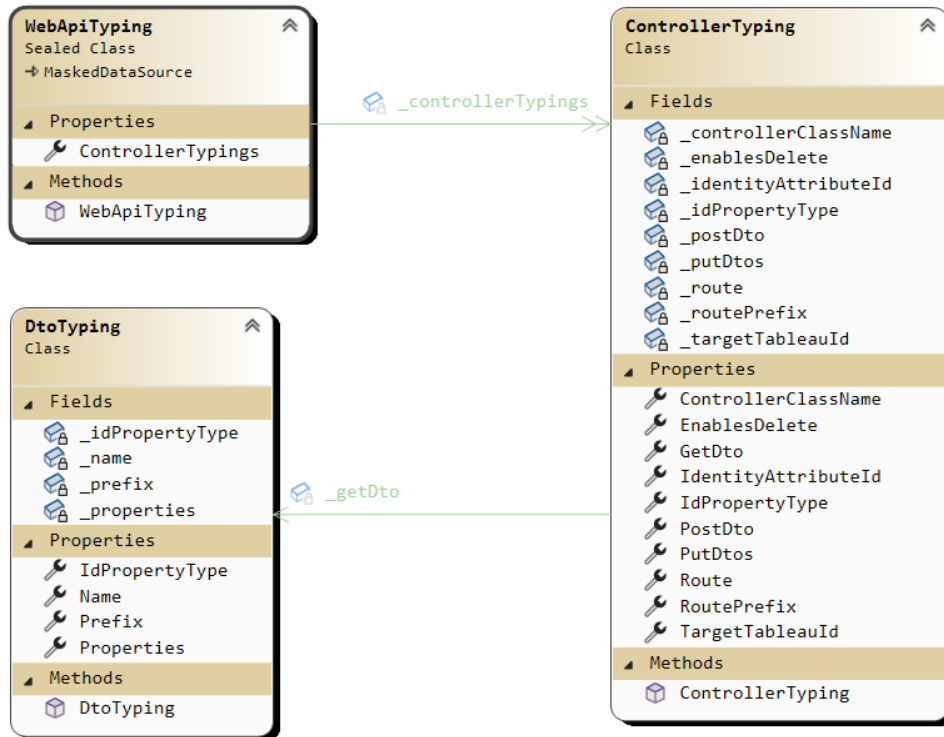 WebApiTyping
Sealed Class
MaskedDataSource
Properties
ControllerTypings
Methods
WebApiTyping
_controllerTypings
ControllerTyping
Class
Fields
_controllerClassName
_enablesDelete
_identityAttributeId
_idPropertyType
_postDto
_putDtos
_route
_routePrefix
_targetTableauId
Properties
ControllerClassName
EnablesDelete
GetDto
IdentityAttributeId
IdPropertyType
PostDto
PutDtos
Route
RoutePrefix
TargetTableauId
Methods
ControllerTyping
_getDto
DtoTyping
Class
Fields
_idPropertyType
_name
_prefix
_properties
Properties
IdPropertyType
Name
Prefix
Properties
Methods
DtoTyping